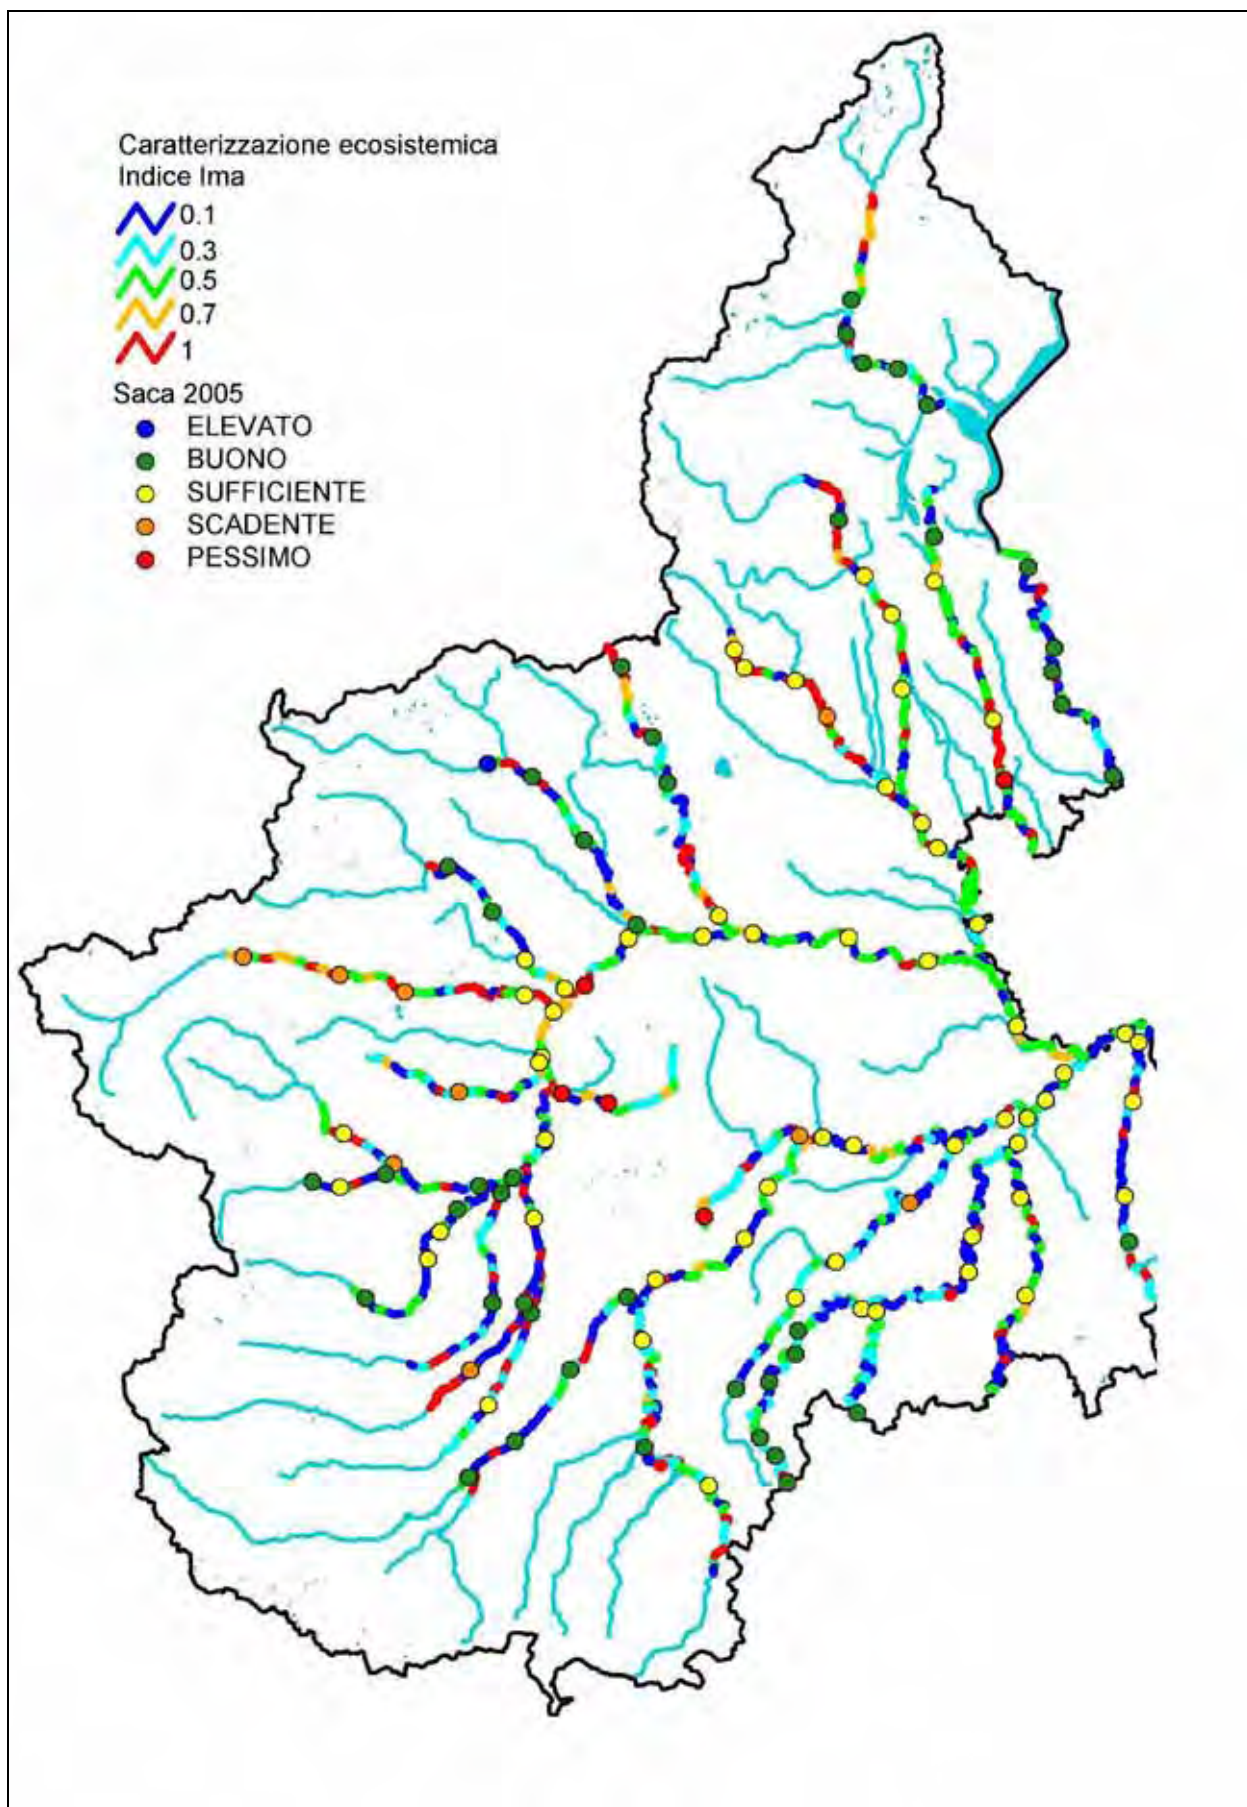 Caratterizzazione ecosistemica
Indice Ima
0.1
0.3
0.5
0.7
1
Saca 2005
ELEVATO
BUONO
SUFFICIENTE
SCADENTE
PESSIMO